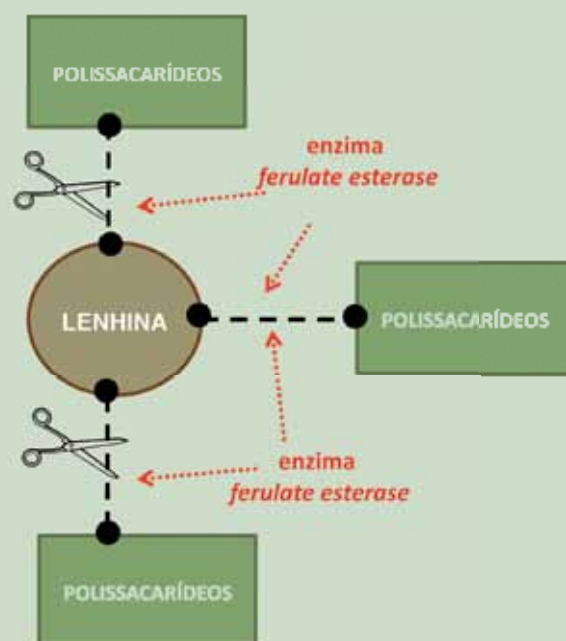 POLISSACARÍDEOS
enzima
ferulate esterase
LENHINA
POLISSACARÍDEOS
enzima
ferulate esterase
POLISSACARÍDEOS